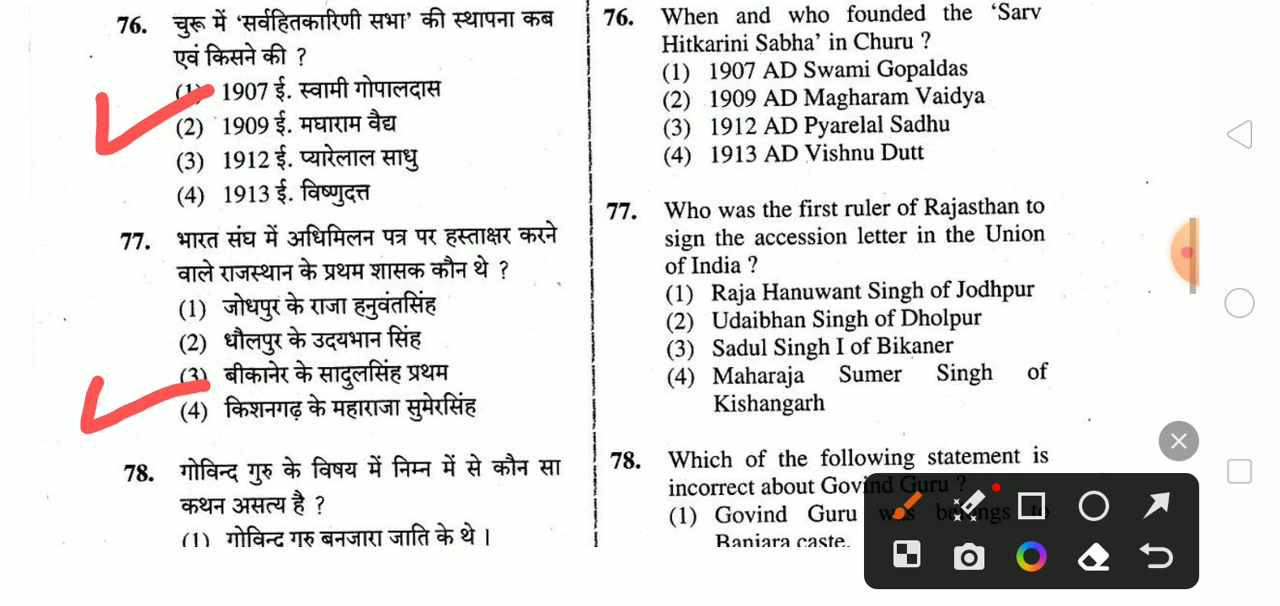 76. चुरू में 'सर्वहितकारिणी सभा' की स्थापना कब
एवं किसने की ?
(1) 1907 ई. स्वामी गोपालदास
(2) 1909 ई. मघाराम वैद्य
(3) 1912 ई. प्यारेलाल साधु
(4) 1913 ई. विष्णुदत्त
77. भारत संघ में अधिमिलन पत्र पर हस्ताक्षर करने
वाले राजस्थान के प्रथम शासक कौन थे ?
(1) जोधपुर के राजा हनुवंतसिंह
(2) धौलपुर के उदयभान सिंह
(3) बीकानेर के सादुलसिंह प्रथम
(4) किशनगढ़ के महाराजा सुमेरसिंह
78. गोविन्द गुरु के विषय में निम्न में से कौन सा
कथन असत्य है ?
(1) गोविन्द गुरु बनजारा जाति के थे ।
76. When and who founded the 'Sarv
Hitkarini Sabha' in Churu ?
(1) 1907 AD Swami Gopaldas
(2) 1909 AD Magharam Vaidya
(3) 1912 AD Pyarelal Sadhu
(4) 1913 AD Vishnu Dutt
77. Who was the first ruler of Rajasthan to
sign the accession letter in the Union
of India ?
(1) Raja Hanuwant Singh of Jodhpur
(2) Udaibhan Singh of Dholpur
(3) Sadul Singh I of Bikaner
(4) Maharaja Sumer Singh of
Kishangarh
78. Which of the following statement is
incorrect about Govind Guru ?
(1) Govind Guru was belongs to
Banjara caste.